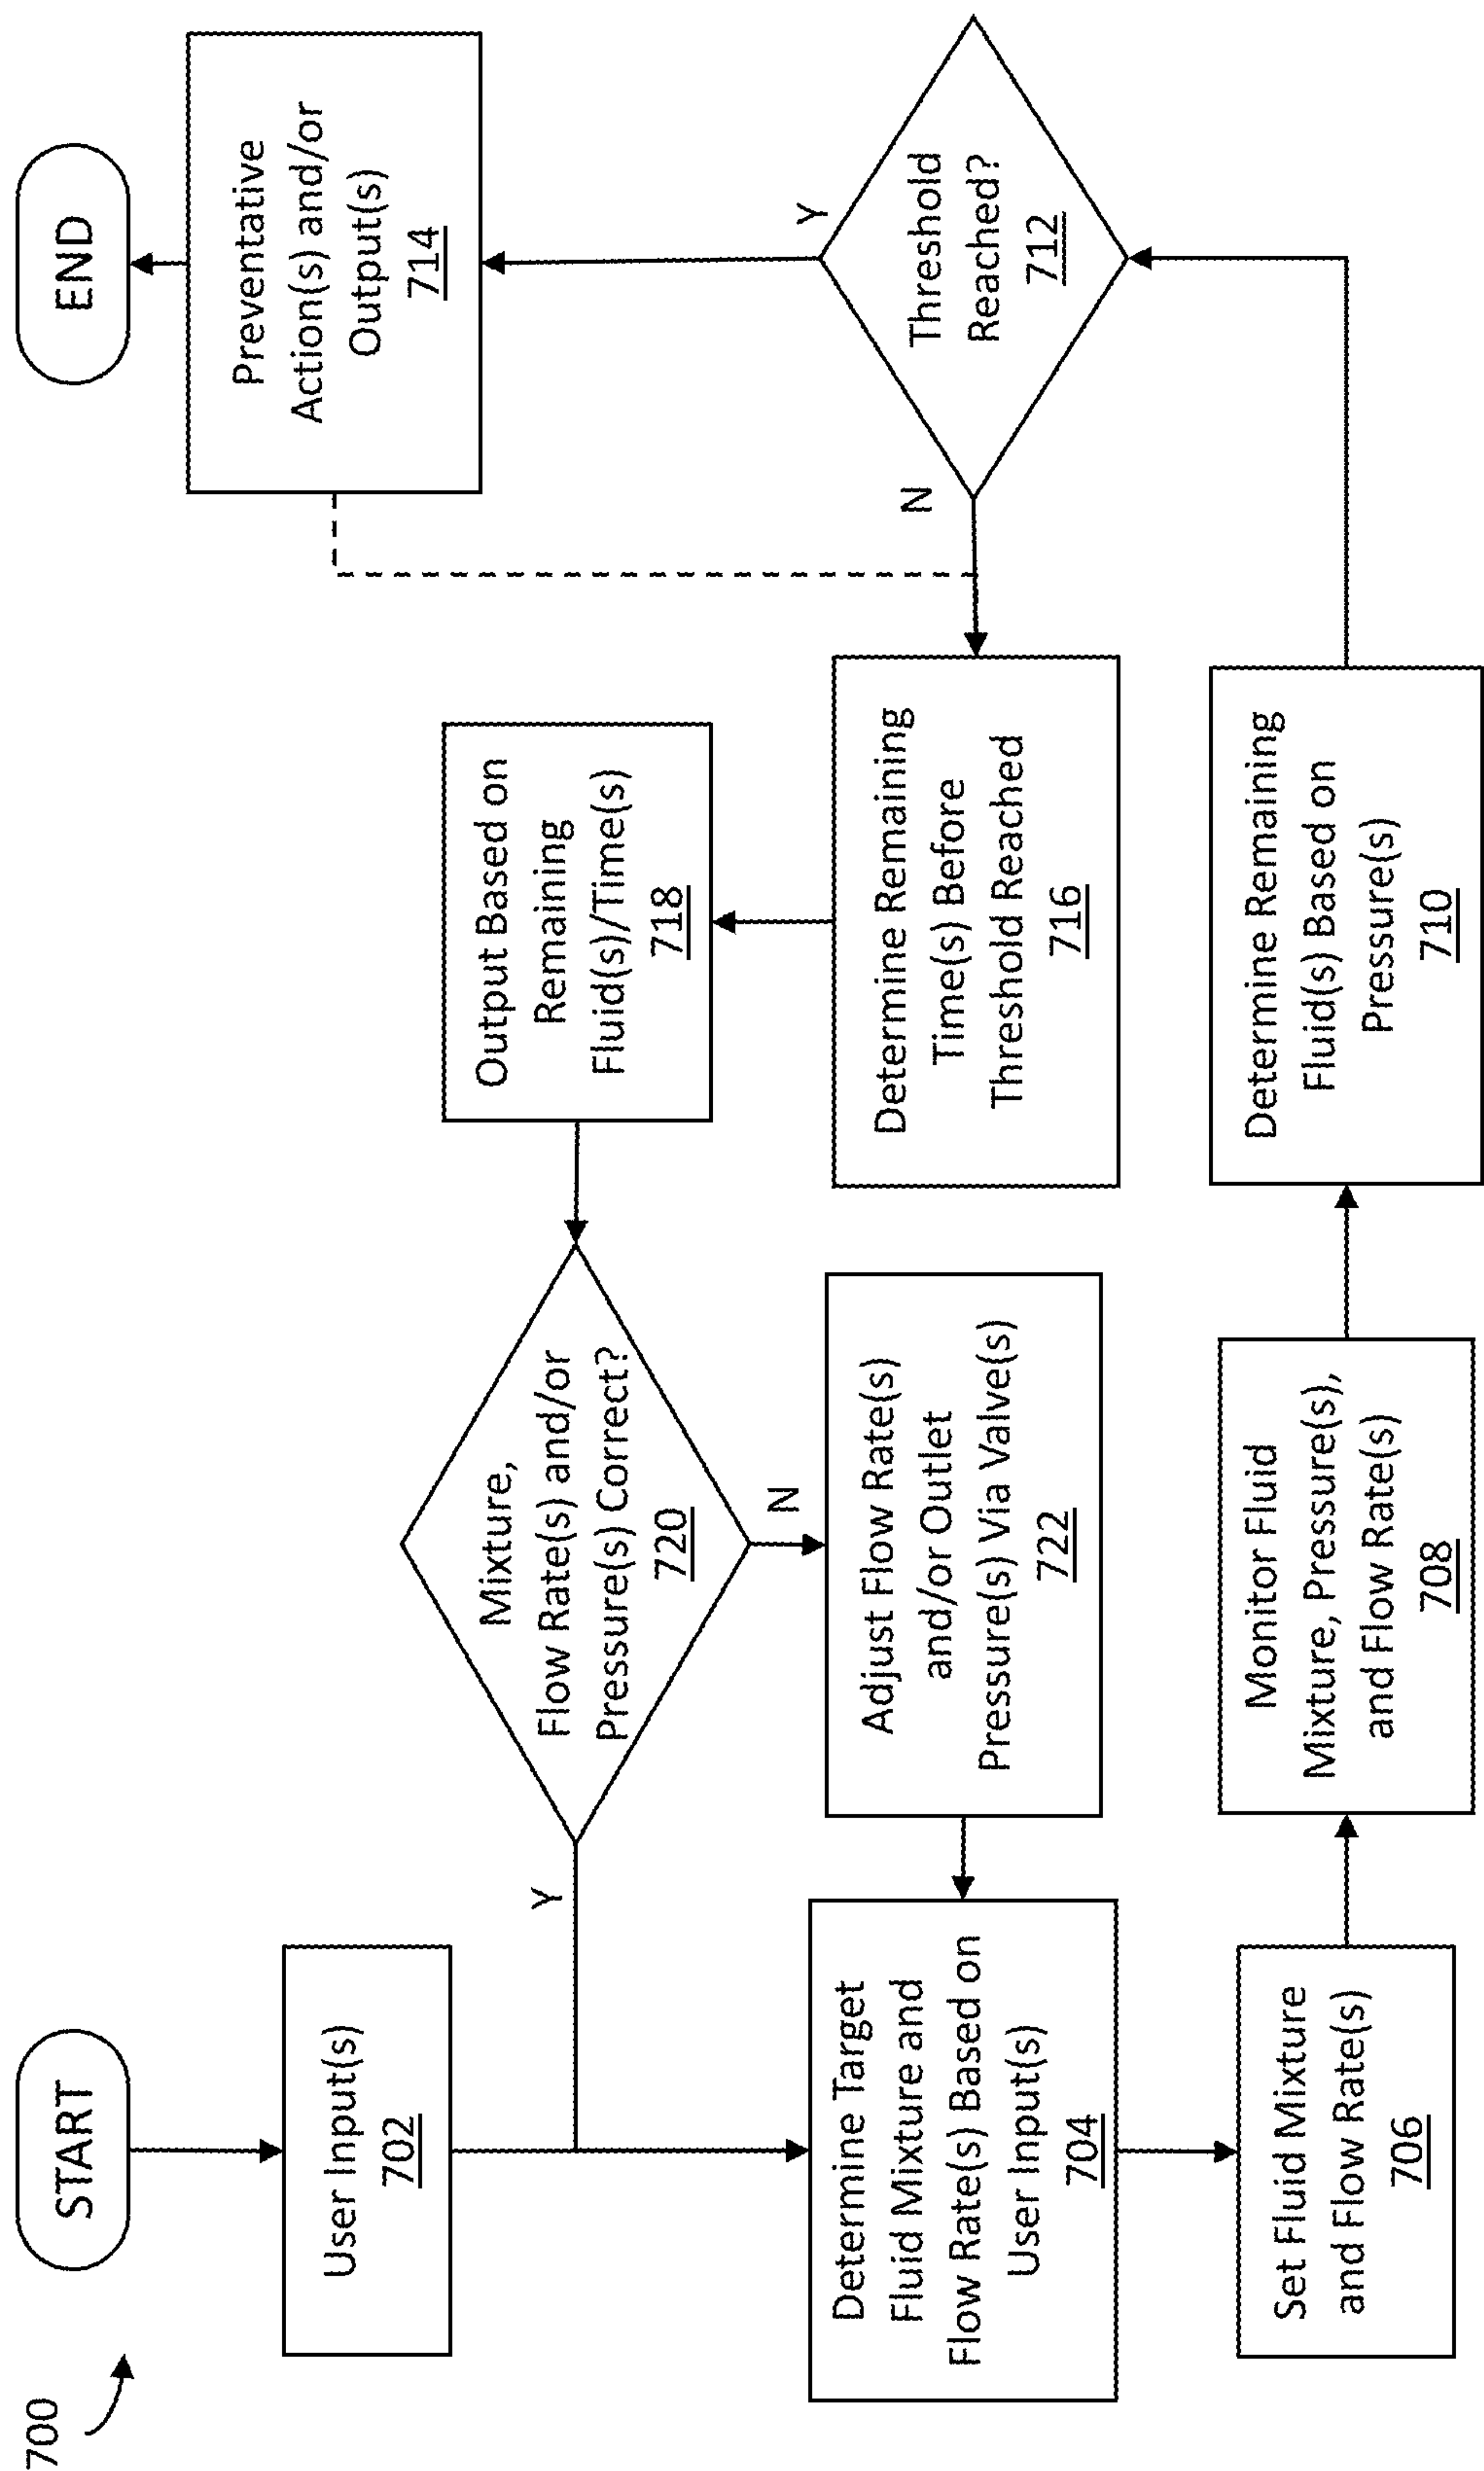 700
START
User Input(s)
702
Determine Target
Fluid Mixture and
Flow Rate(s) Based on
User Input(s)
704
Set Fluid Mixture
and Flow Rate(s)
706
Monitor Fluid
Mixture, Pressure(s),
and Flow Rate(s)
708
Determine Remaining
Fluid(s) Based on
Pressure(s)
710
Threshold
Reached?
712
Y
N
Preventative
Action(s) and/or
Output(s)
714
END
Determine Remaining
Time(s) Before
Threshold Reached
716
Output Based on
Remaining
Fluid(s)/Time(s)
718
Mixture,
Flow Rate(s) and/or
Pressure(s) Correct?
720
Y
N
Adjust Flow Rate(s)
and/or Outlet
Pressure(s) Via Valve(s)
722